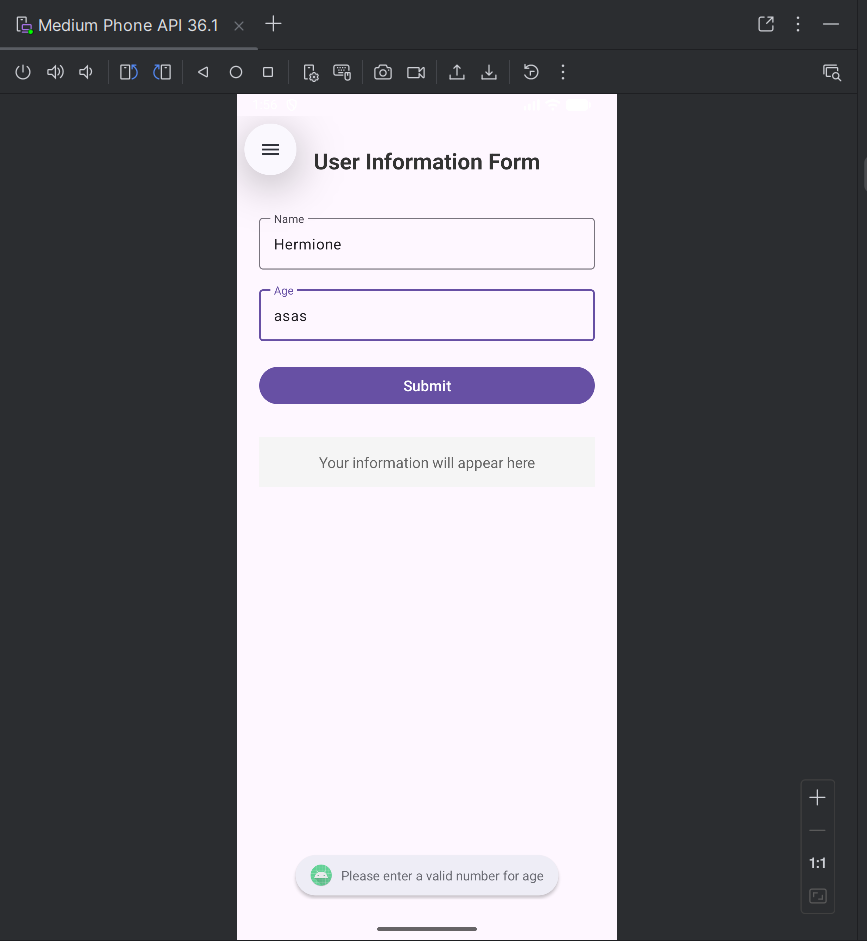 Medium Phone API 36.1
User Information Form
Name
Hermione
Age
asas
Submit
Your information will appear here
1:1
Please enter a valid number for age